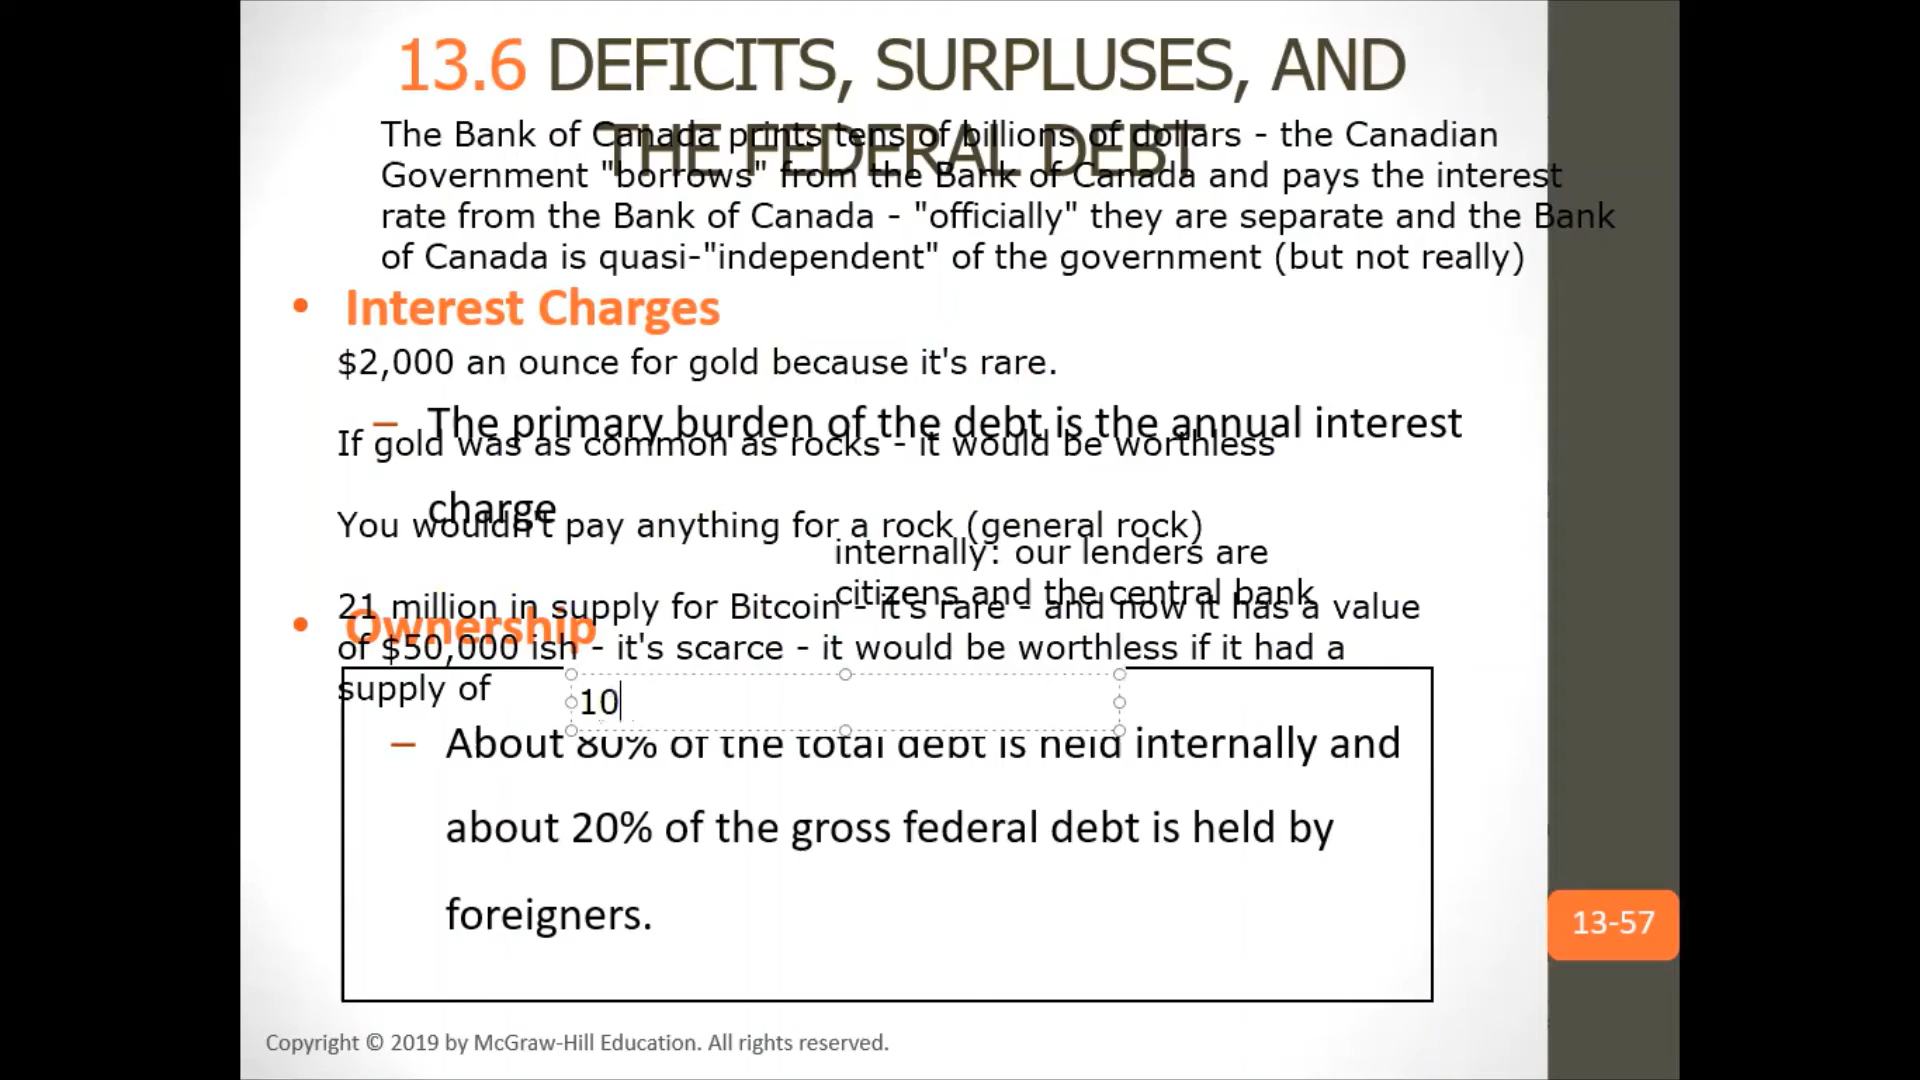 13.6 DEFICITS, SURPLUSES, AND
THE FEDERAL DEBT
The Bank of Canada prints tens of billions of dollars - the Canadian
Government "borrows" from the Bank of Canada and pays the interest
rate from the Bank of Canada - "officially" they are separate and the Bank
of Canada is quasi-"independent" of the government (but not really)
• Interest Charges
$2,000 an ounce for gold because it's rare.
– The primary burden of the debt is the annual interest
charge
If gold was as common as rocks - it would be worthless
You wouldn't pay anything for a rock (general rock)
internally: our lenders are
citizens and the central bank
21 million in supply for Bitcoin - it's rare - and now it has a value
of $50,000 ish - it's scarce - it would be worthless if it had a
supply of
10
• Ownership
– About 80% of the total debt is held internally and
about 20% of the gross federal debt is held by
foreigners.
13-57
Copyright © 2019 by McGraw-Hill Education. All rights reserved.